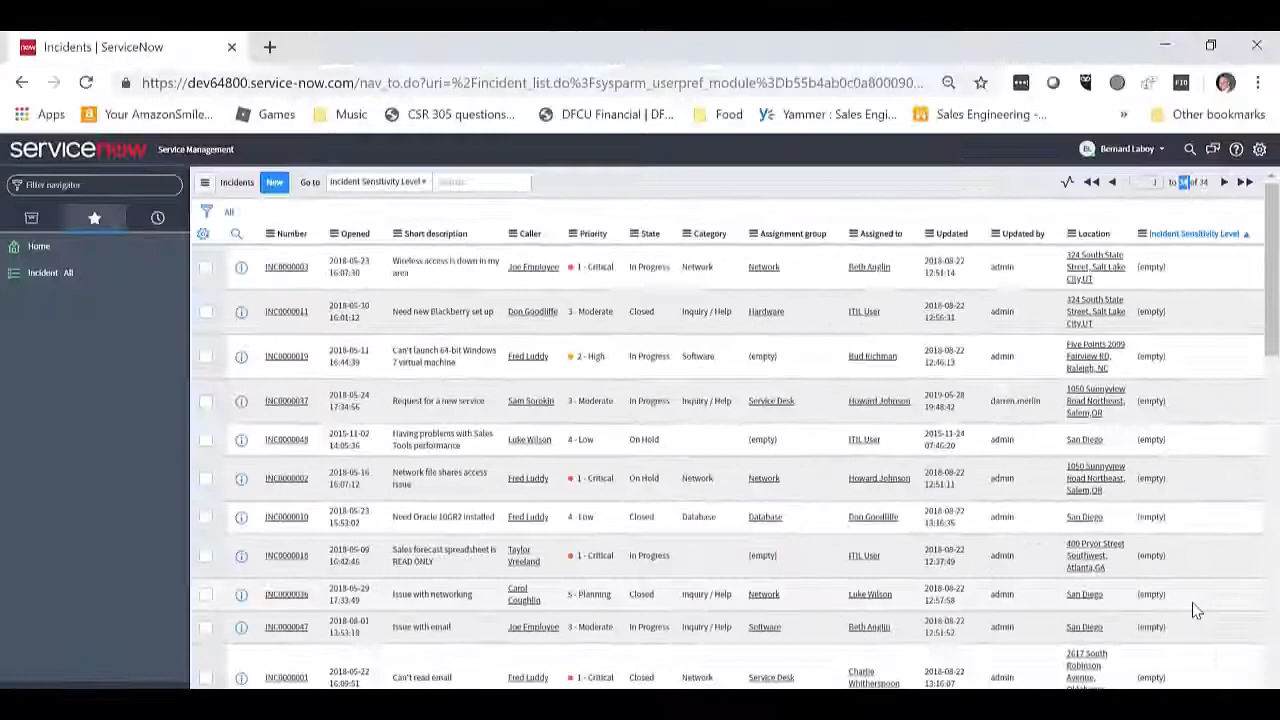 Incidents | ServiceNow
https://dev64800.service-now.com/nav_to.do?uri=%2Fincident_list.do%3Fsysparm_userpref_module%3Db55b4ab0c0a800090...
Apps Your AmazonSmile... Games Music CSR 305 questions... DFCU Financial | DF... Food Yammer : Sales Engi... Sales Engineering -... » Other bookmarks
servicenow Service Management Bernard Laboy
Filter navigator Incidents New Go to Incident Sensitivity Level 1 to 34 of 34
All
Number Opened Short description Caller Priority State Category Assignment group Assigned to Updated Updated by Location Incident Sensitivity Level
Home
Incident - All
INC0000003 2018-05-23 16:07:30 Wireless access is down in my area Joe Employee 1 - Critical In Progress Network Network Beth Anglin 2018-08-22 12:51:14 admin 324 South State Street, Salt Lake City,UT (empty)
INC0000011 2018-05-10 16:01:12 Need new Blackberry set up Don Goodliffe 3 - Moderate Closed Inquiry / Help Hardware ITIL User 2018-08-22 12:56:31 admin 324 South State Street, Salt Lake City,UT (empty)
INC0000019 2018-05-11 16:44:39 Can't launch 64-bit Windows 7 virtual machine Fred Luddy 2 - High In Progress Software (empty) Bud Richman 2018-08-22 12:46:13 admin Five Points 2009 Fairview RD, Raleigh, NC (empty)
INC0000037 2018-05-24 17:34:56 Request for a new service Sam Sorokin 3 - Moderate In Progress Inquiry / Help Service Desk Howard Johnson 2019-05-28 19:48:42 darren.merlin 1050 Sunnyview Road Northeast, Salem,OR (empty)
INC0000048 2015-11-02 14:05:36 Having problems with Sales Tools performance Luke Wilson 4 - Low On Hold (empty) ITIL User 2015-11-24 07:46:20 admin San Diego (empty)
INC0000002 2018-05-16 16:07:12 Network file shares access issue Fred Luddy 1 - Critical On Hold Network Network Howard Johnson 2018-08-22 12:51:11 admin 1050 Sunnyview Road Northeast, Salem,OR (empty)
INC0000010 2018-05-23 15:53:02 Need Oracle 10GR2 installed Fred Luddy 4 - Low Closed Database Database Don Goodliffe 2018-08-22 13:16:35 admin San Diego (empty)
INC0000018 2018-05-09 16:42:46 Sales forecast spreadsheet is READ ONLY Taylor Vreeland 1 - Critical In Progress (empty) ITIL User 2018-08-22 12:37:49 admin 400 Pryor Street Southwest, Atlanta,GA (empty)
INC0000036 2018-05-29 17:33:49 Issue with networking Carol Coughlin 5 - Planning Closed Inquiry / Help Network Luke Wilson 2018-08-22 12:57:58 admin San Diego (empty)
INC0000047 2018-08-01 13:53:18 Issue with email Joe Employee 3 - Moderate In Progress Inquiry / Help Software Beth Anglin 2018-08-22 12:51:52 admin San Diego (empty)
INC0000001 2018-05-22 16:09:51 Can't read email Fred Luddy 1 - Critical Closed Network Service Desk Charlie Whitherspoon 2018-08-22 13:16:07 admin 2617 South Robinson Avenue, (empty)